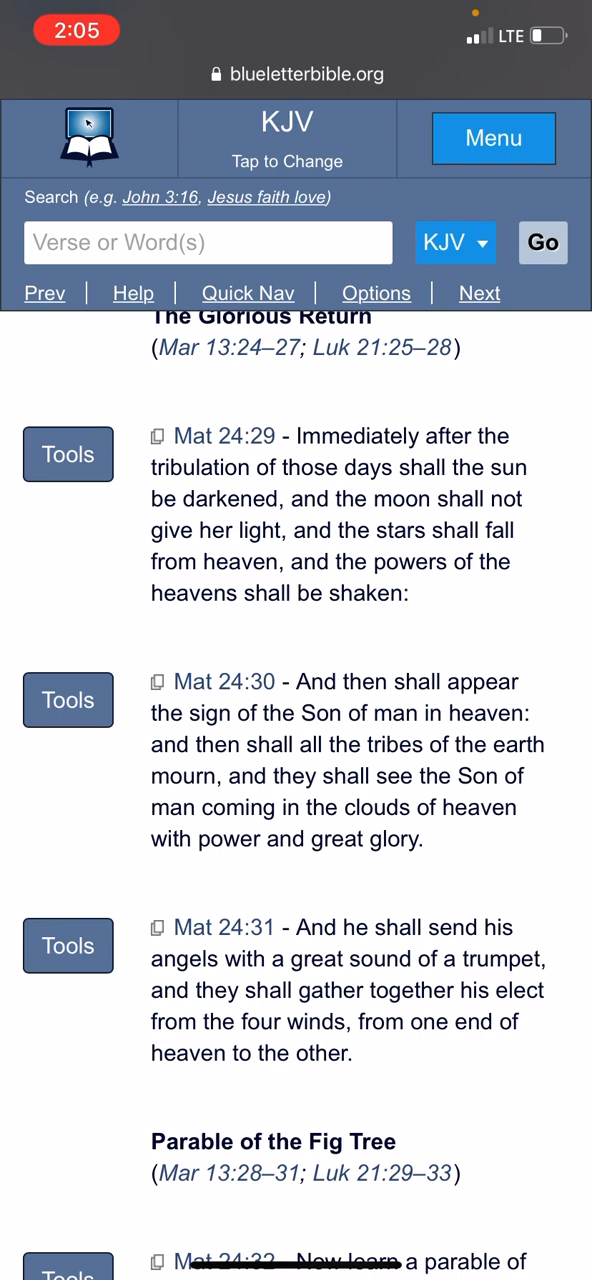 2:05
LTE
blueletterbible.org
KJV
Tap to Change
Menu
Search (e.g. John 3:16, Jesus faith love)
Verse or Word(s)
KJV
Go
Prev | Help | Quick Nav | Options | Next
The Glorious Return
(Mar 13:24–27; Luk 21:25–28)
Tools
Mat 24:29 - Immediately after the
tribulation of those days shall the sun
be darkened, and the moon shall not
give her light, and the stars shall fall
from heaven, and the powers of the
heavens shall be shaken:
Tools
Mat 24:30 - And then shall appear
the sign of the Son of man in heaven:
and then shall all the tribes of the earth
mourn, and they shall see the Son of
man coming in the clouds of heaven
with power and great glory.
Tools
Mat 24:31 - And he shall send his
angels with a great sound of a trumpet,
and they shall gather together his elect
from the four winds, from one end of
heaven to the other.
Parable of the Fig Tree
(Mar 13:28–31; Luk 21:29–33)
Tools
Mat 24:32 - Now learn a parable of